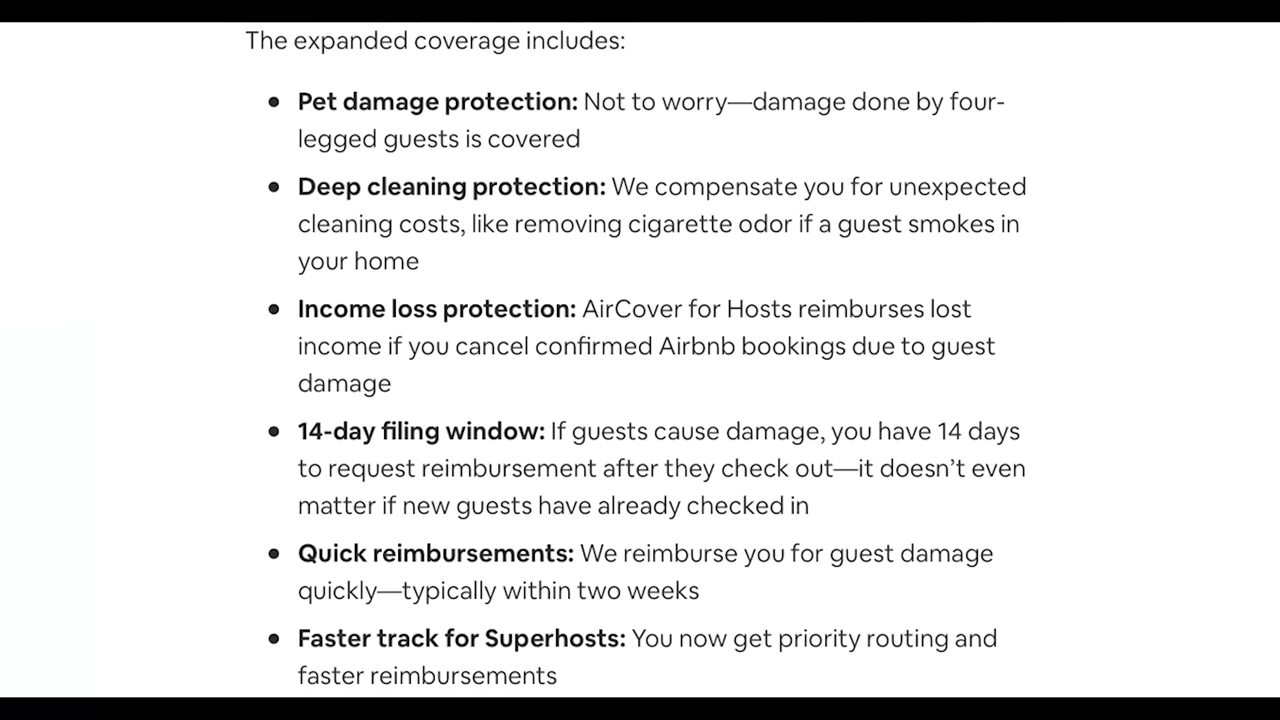 The expanded coverage includes:
• Pet damage protection: Not to worry—damage done by four-
legged guests is covered
• Deep cleaning protection: We compensate you for unexpected
cleaning costs, like removing cigarette odor if a guest smokes in
your home
• Income loss protection: AirCover for Hosts reimburses lost
income if you cancel confirmed Airbnb bookings due to guest
damage
• 14-day filing window: If guests cause damage, you have 14 days
to request reimbursement after they check out—it doesn’t even
matter if new guests have already checked in
• Quick reimbursements: We reimburse you for guest damage
quickly—typically within two weeks
• Faster track for Superhosts: You now get priority routing and
faster reimbursements